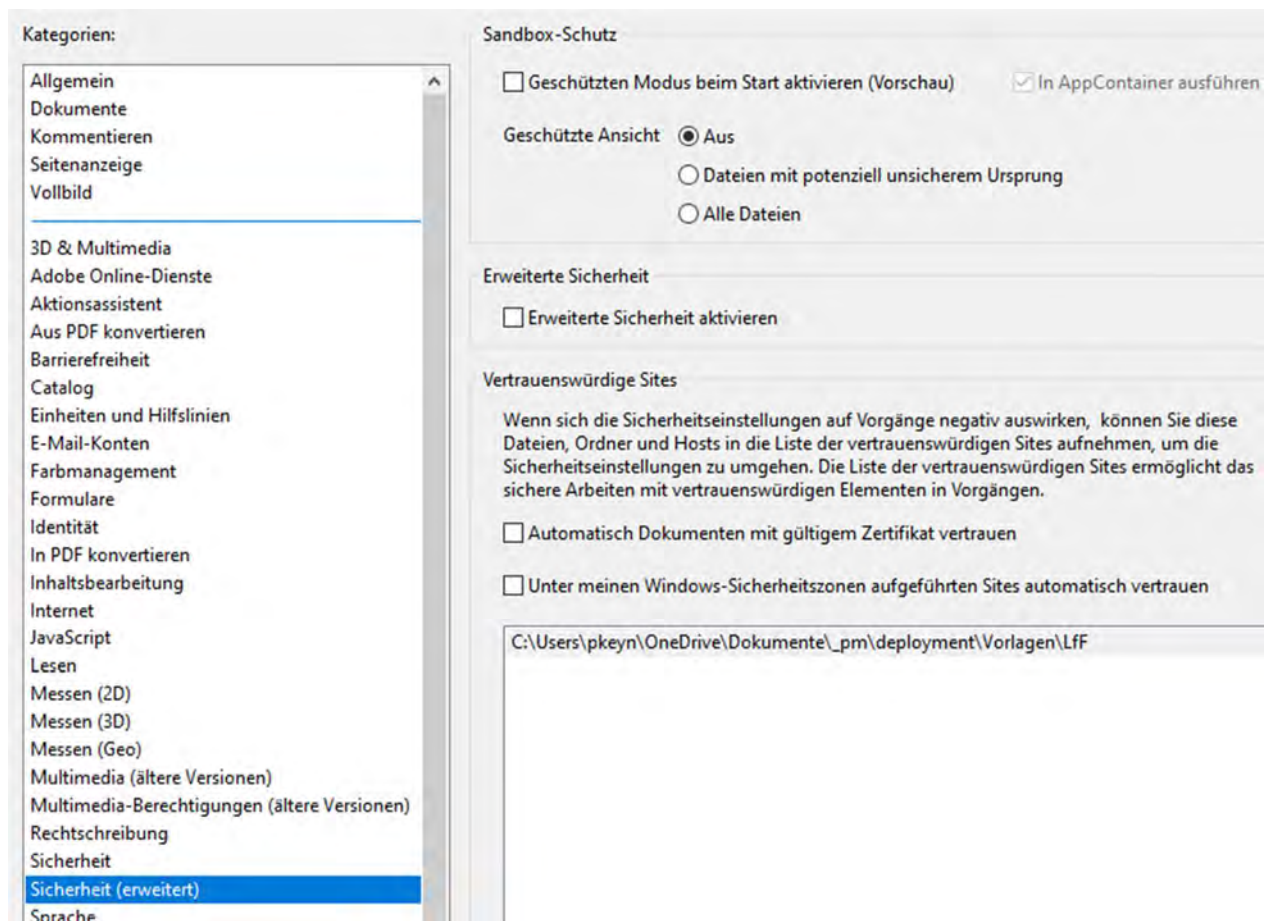 Kategorien:
Allgemein
Dokumente
Kommentieren
Seitenanzeige
Vollbild
3D & Multimedia
Adobe Online-Dienste
Aktionsassistent
Aus PDF konvertieren
Barrierefreiheit
Catalog
Einheiten und Hilfslinien
E-Mail-Konten
Farbmanagement
Formulare
Identität
In PDF konvertieren
Inhaltsbearbeitung
Internet
JavaScript
Lesen
Messen (2D)
Messen (3D)
Messen (Geo)
Multimedia (ältere Versionen)
Multimedia-Berechtigungen (ältere Versionen)
Rechtschreibung
Sicherheit
Sicherheit (erweitert)
Sprache
Sandbox-Schutz
Geschützten Modus beim Start aktivieren (Vorschau) In AppContainer ausführen
Geschützte Ansicht Aus
Dateien mit potenziell unsicherem Ursprung
Alle Dateien
Erweiterte Sicherheit
Erweiterte Sicherheit aktivieren
Vertrauenswürdige Sites
Wenn sich die Sicherheitseinstellungen auf Vorgänge negativ auswirken, können Sie diese
Dateien, Ordner und Hosts in die Liste der vertrauenswürdigen Sites aufnehmen, um die
Sicherheitseinstellungen zu umgehen. Die Liste der vertrauenswürdigen Sites ermöglicht das
sichere Arbeiten mit vertrauenswürdigen Elementen in Vorgängen.
Automatisch Dokumenten mit gültigem Zertifikat vertrauen
Unter meinen Windows-Sicherheitszonen aufgeführten Sites automatisch vertrauen
C:\Users\pkeyn\OneDrive\Dokumente\_pm\deployment\Vorlagen\LfF